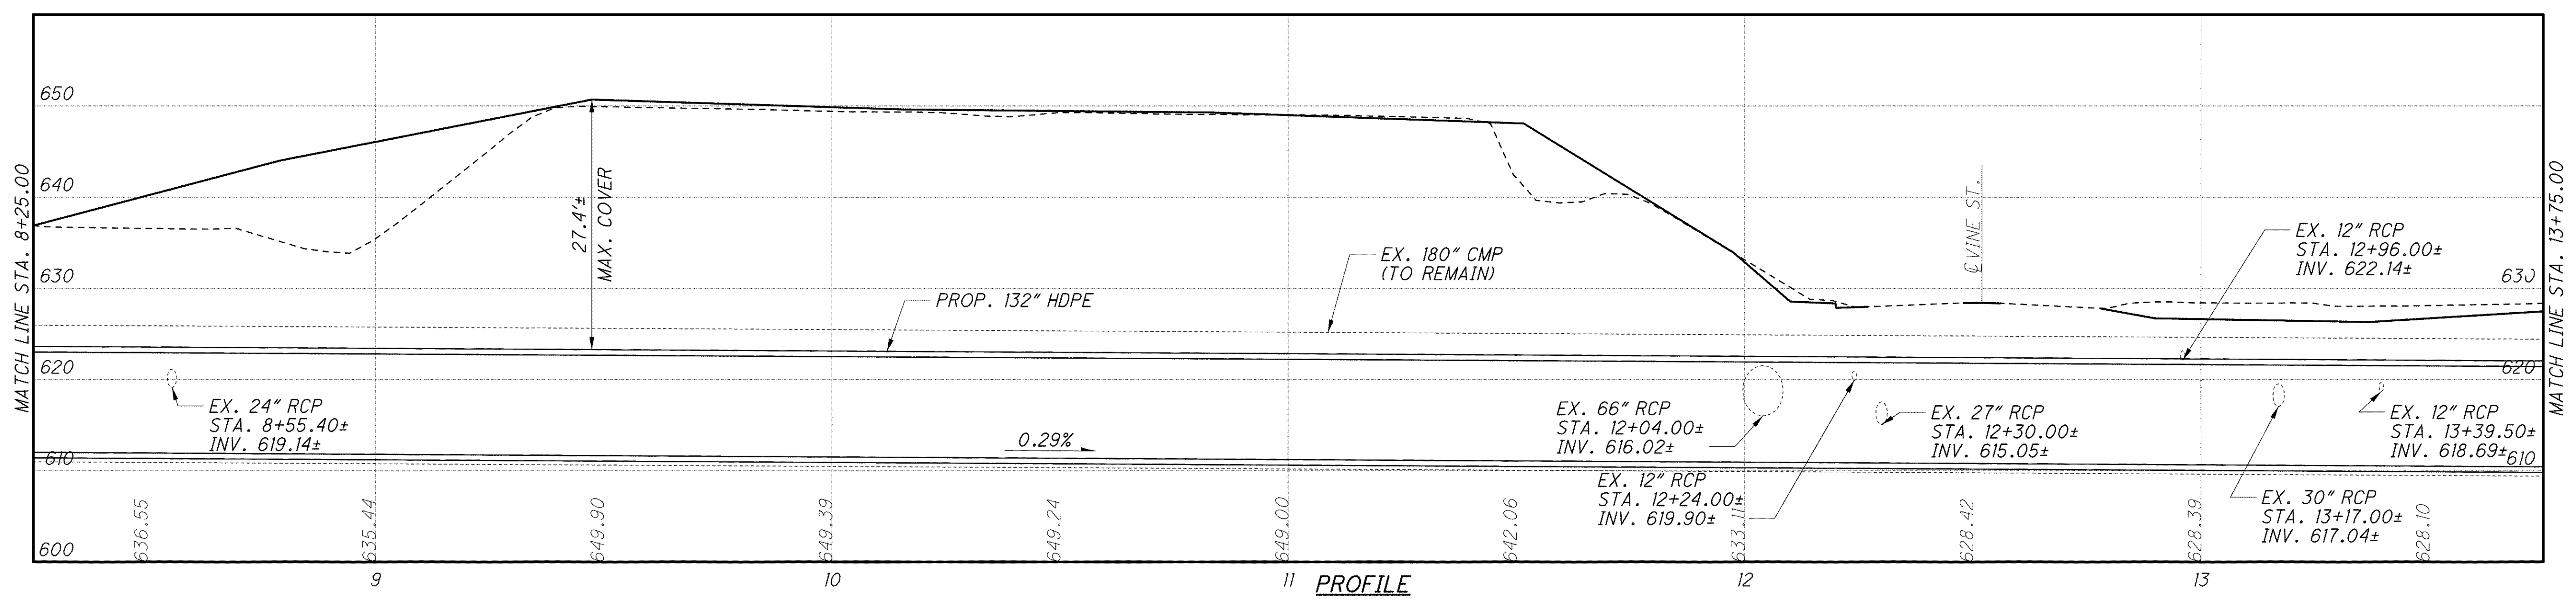 MATCH LINE STA. 8+25.00
650
640
630
620
610
600
27.4'±
MAX. COVER
PROP. 132" HDPE
EX. 180" CMP
(TO REMAIN)
℄VINE ST.
EX. 12" RCP
STA. 12+96.00±
INV. 622.14±
630
620
610
MATCH LINE STA. 13+75.00
EX. 24" RCP
STA. 8+55.40±
INV. 619.14±
0.29%
EX. 66" RCP
STA. 12+04.00±
INV. 616.02±
EX. 12" RCP
STA. 12+24.00±
INV. 619.90±
EX. 27" RCP
STA. 12+30.00±
INV. 615.05±
EX. 30" RCP
STA. 13+17.00±
INV. 617.04±
EX. 12" RCP
STA. 13+39.50±
INV. 618.69±
636.55
635.44
649.90
649.39
649.24
649.00
642.06
633.11
628.42
628.39
628.10
9
10
11
12
13
PROFILE